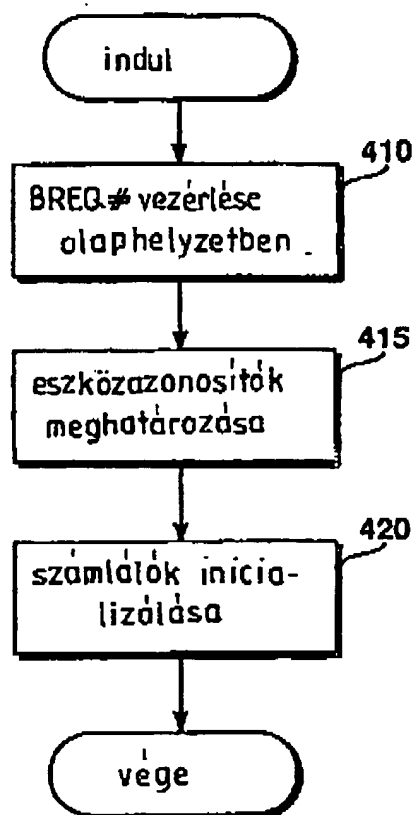 indul
410
BREQ# vezérlése
alaphelyzetben
415
eszközazonosítók
meghatározása
420
számlálók inicia-
lizálása
vége